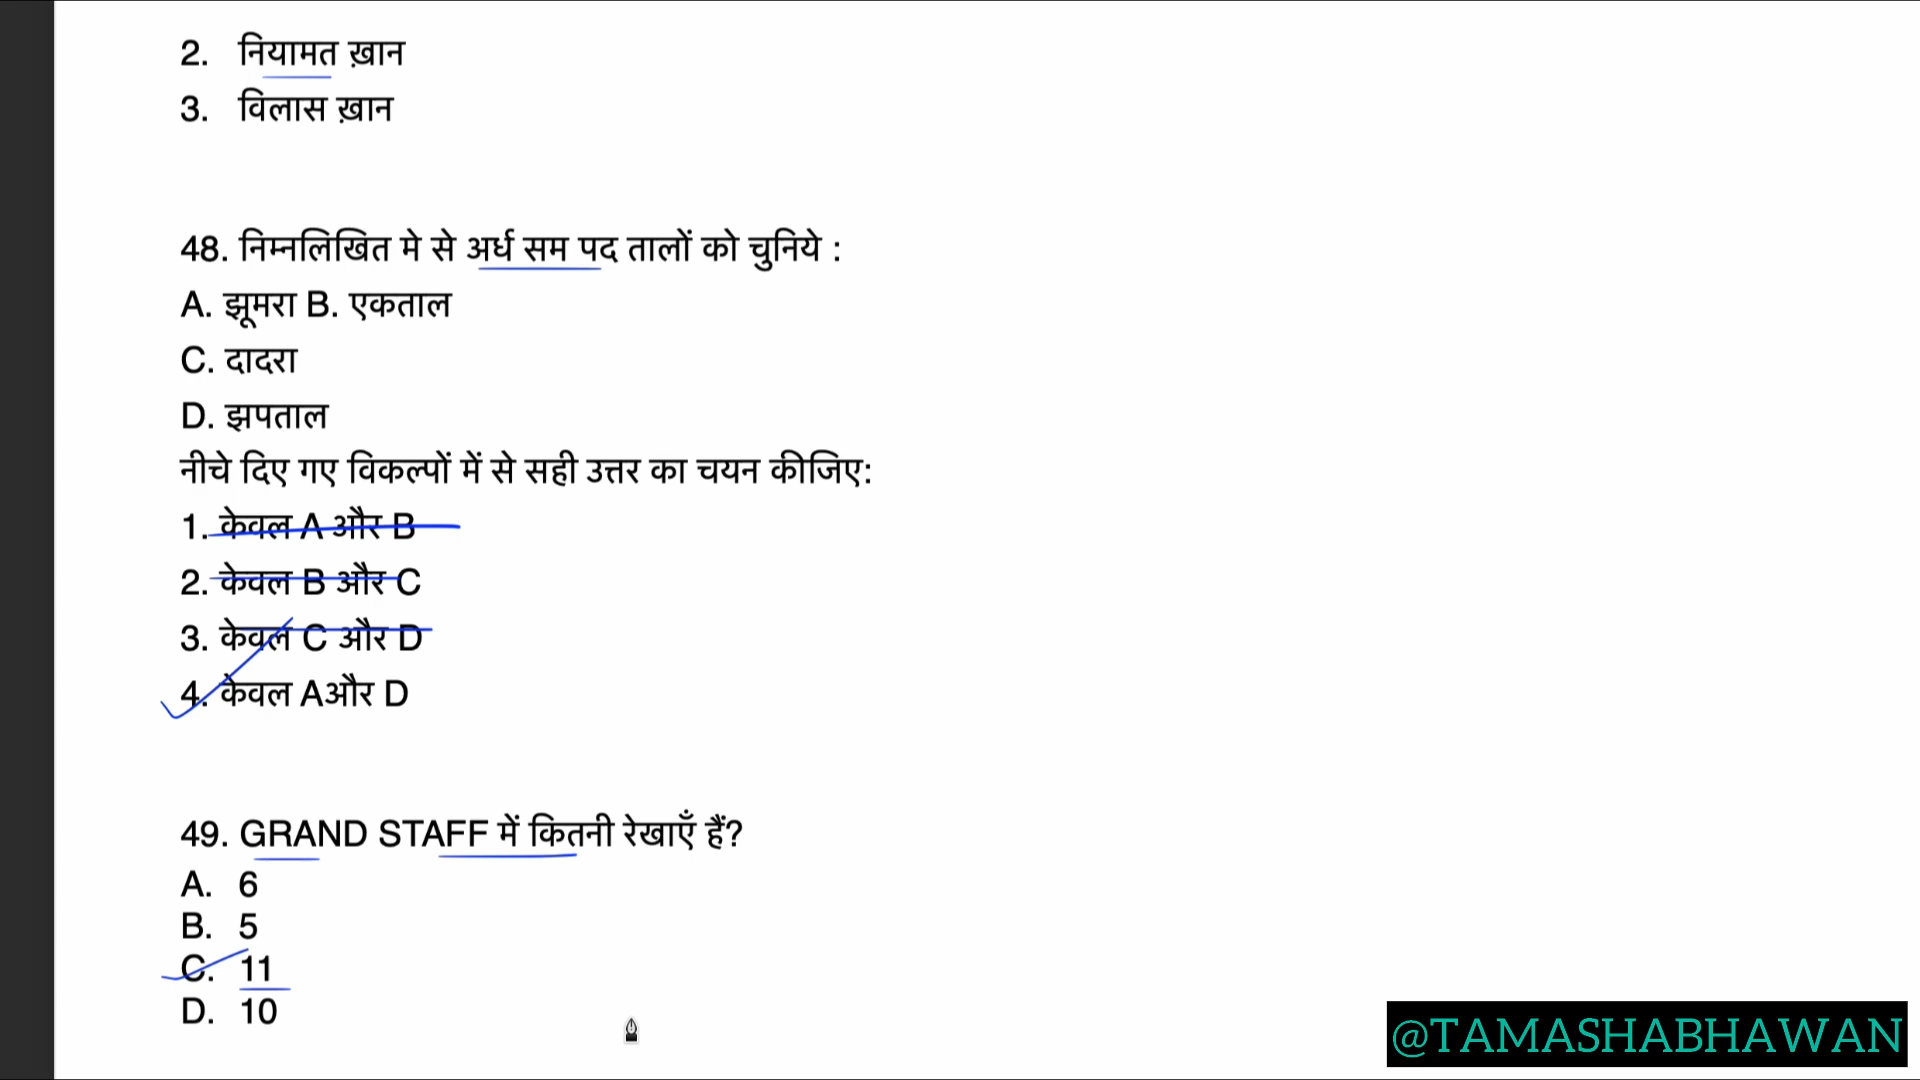 2. नियामत ख़ान
3. विलास ख़ान
48. निम्नलिखित मे से अर्ध सम पद तालों को चुनिये :
A. झूमरा B. एकताल
C. दादरा
D. झपताल
नीचे दिए गए विकल्पों में से सही उत्तर का चयन कीजिए:
1. केवल A और B
2. केवल B और C
3. केवल C और D
4. केवल Aऔर D
49. GRAND STAFF में कितनी रेखाएँ हैं?
A. 6
B. 5
C. 11
D. 10
@TAMASHABHAWAN